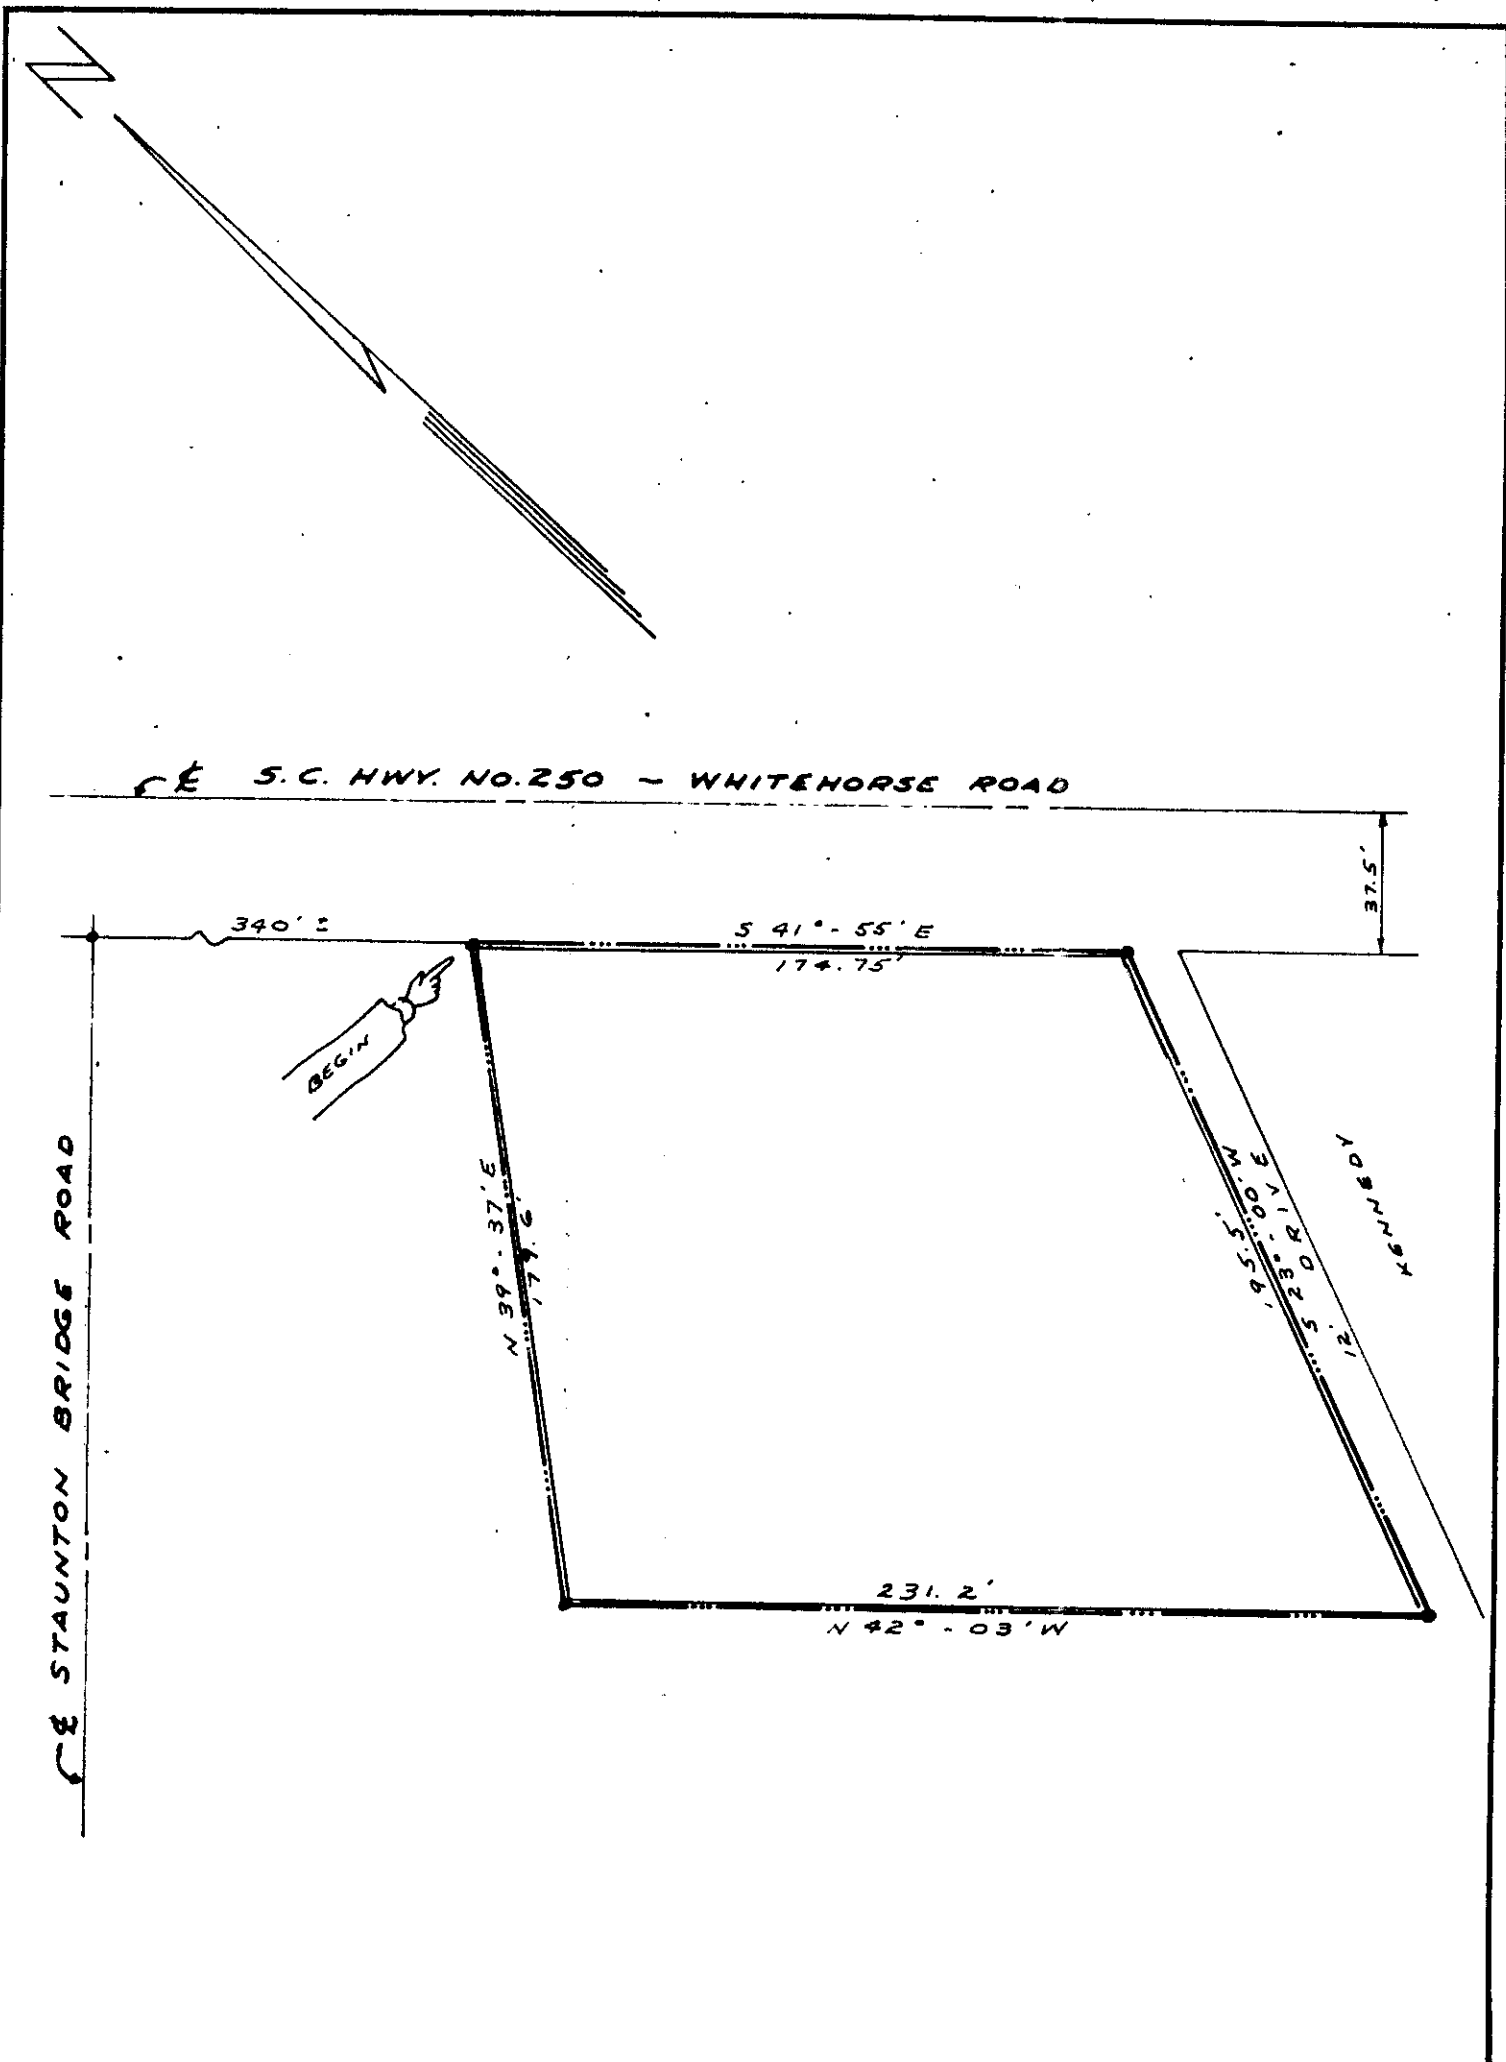 N
℄ S.C. HWY. NO. 250 ~ WHITEHORSE ROAD
37.5'
340' ±
S 41° - 55' E
174.75'
BEGIN
N 39° - 37' E
179.6'
195.5'
S 23° - 00' W
12' DRIVE
KENNEDY
231.2'
N 42° - 03' W
℄ STAUNTON BRIDGE ROAD